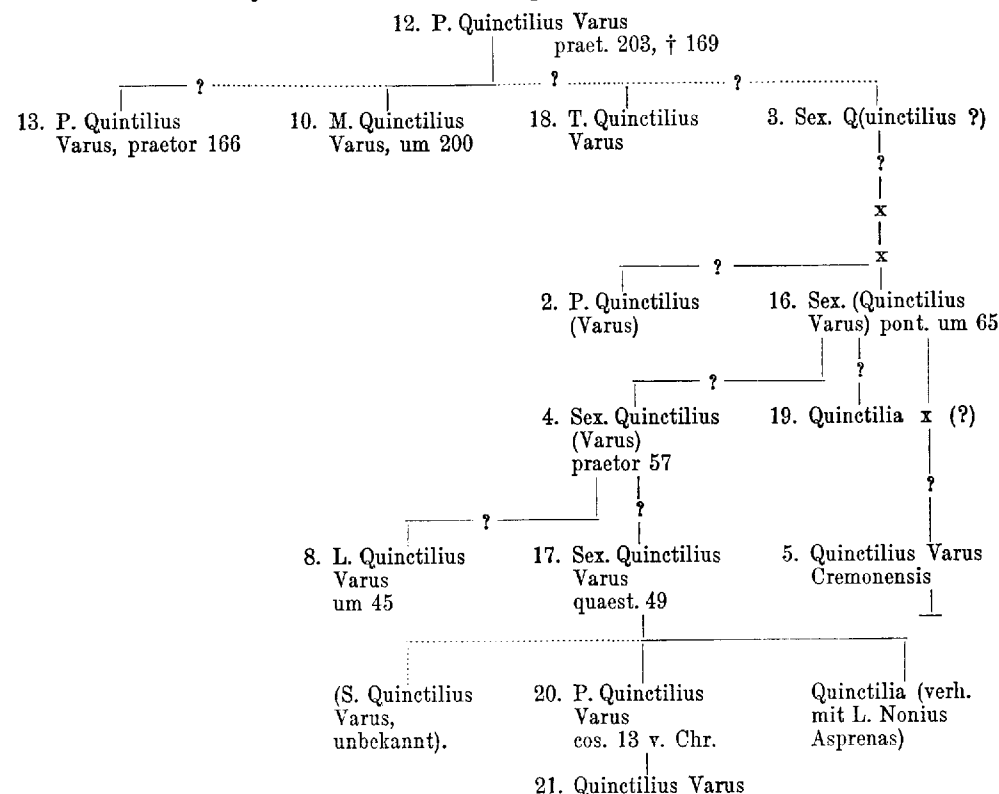 12. P. Quinctilius Varus
praet. 203, † 169
? ? ?
13. P. Quintilius
Varus, praetor 166
10. M. Quinctilius
Varus, um 200
18. T. Quinctilius
Varus
3. Sex. Q(uinctilius ?)
?
x
x
?
2. P. Quinctilius
(Varus)
16. Sex. (Quinctilius
Varus) pont. um 65
?
?
4. Sex. Quinctilius
(Varus)
praetor 57
19. Quinctilia
x (?)
?
?
?
8. L. Quinctilius
Varus
um 45
17. Sex. Quinctilius
Varus
quaest. 49
5. Quinctilius Varus
Cremonensis
(S. Quinctilius
Varus,
unbekannt).
20. P. Quinctilius
Varus
cos. 13 v. Chr.
Quinctilia (verh.
mit L. Nonius
Asprenas)
21. Quinctilius Varus